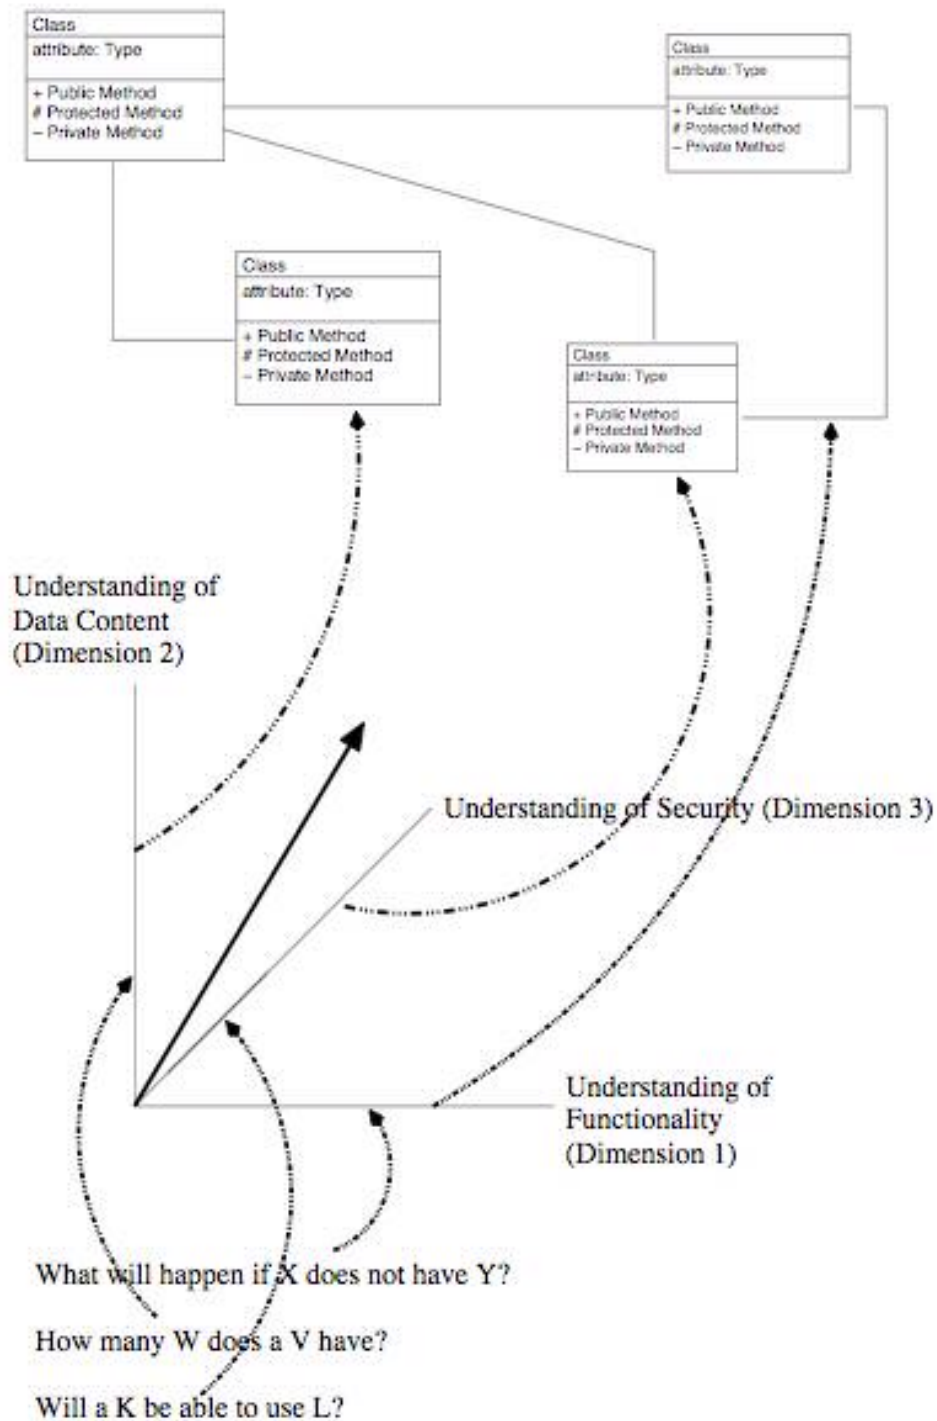 Class
attribute: Type
+ Public Method
# Protected Method
– Private Method
Class
attribute: Type
+ Public Method
# Protected Method
– Private Method
Class
attribute: Type
+ Public Method
# Protected Method
– Private Method
Class
attribute: Type
+ Public Method
# Protected Method
– Private Method
Understanding of
Data Content
(Dimension 2)
Understanding of Security (Dimension 3)
Understanding of
Functionality
(Dimension 1)
What will happen if X does not have Y?
How many W does a V have?
Will a K be able to use L?